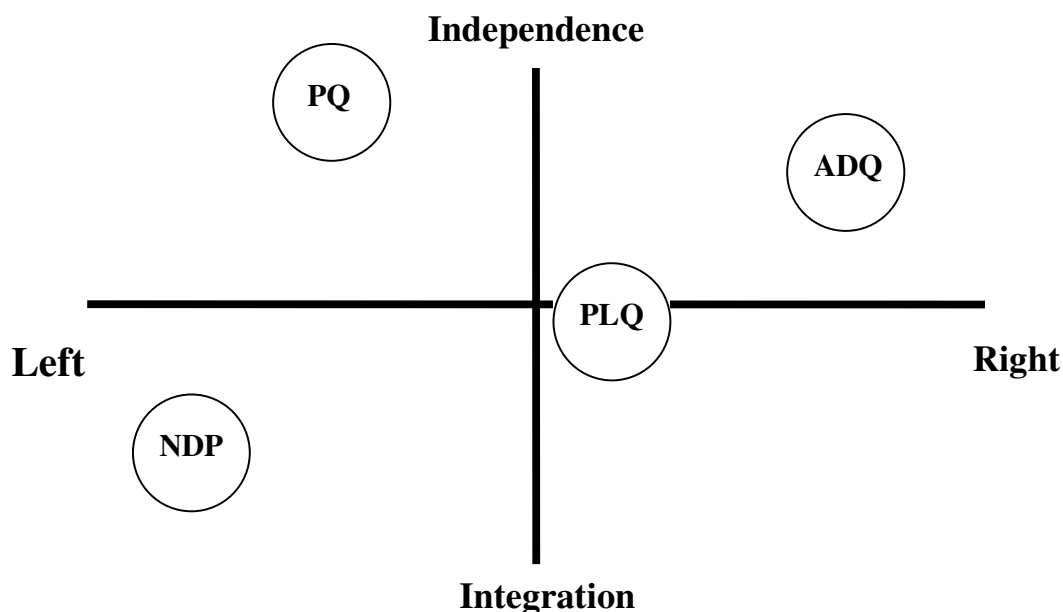 Independence
PQ
ADQ
PLQ
Left
Right
NDP
Integration